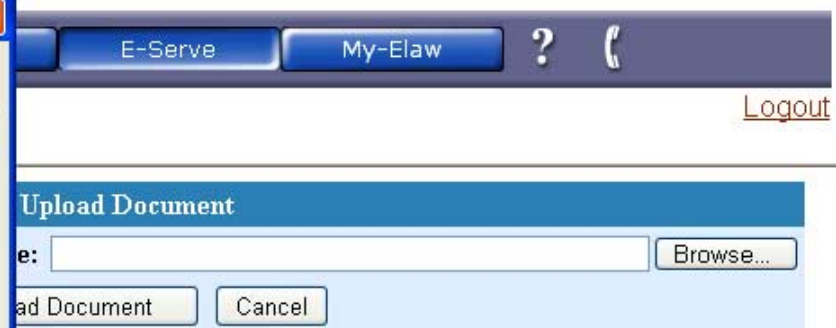 E-Serve My-Elaw ?
Logout
Upload Document
e: Browse...
ad Document Cancel